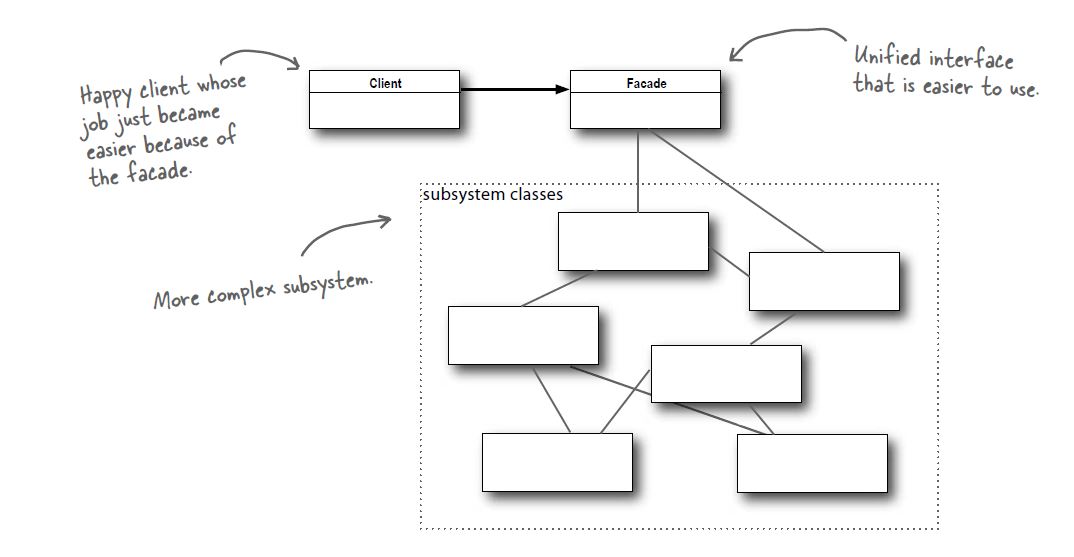 Happy client whose
job just became
easier because of
the facade.
Client
Facade
Unified interface
that is easier to use.
subsystem classes
More complex subsystem.